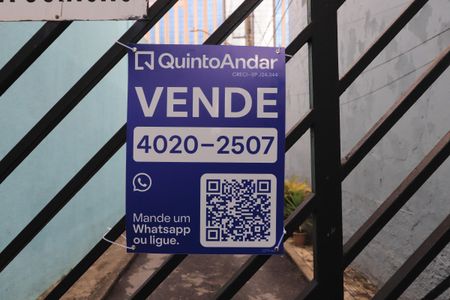 QuintoAndar
CRECI-SP J24.344
VENDE
4020-2507
Mande um
Whatsapp
ou ligue.